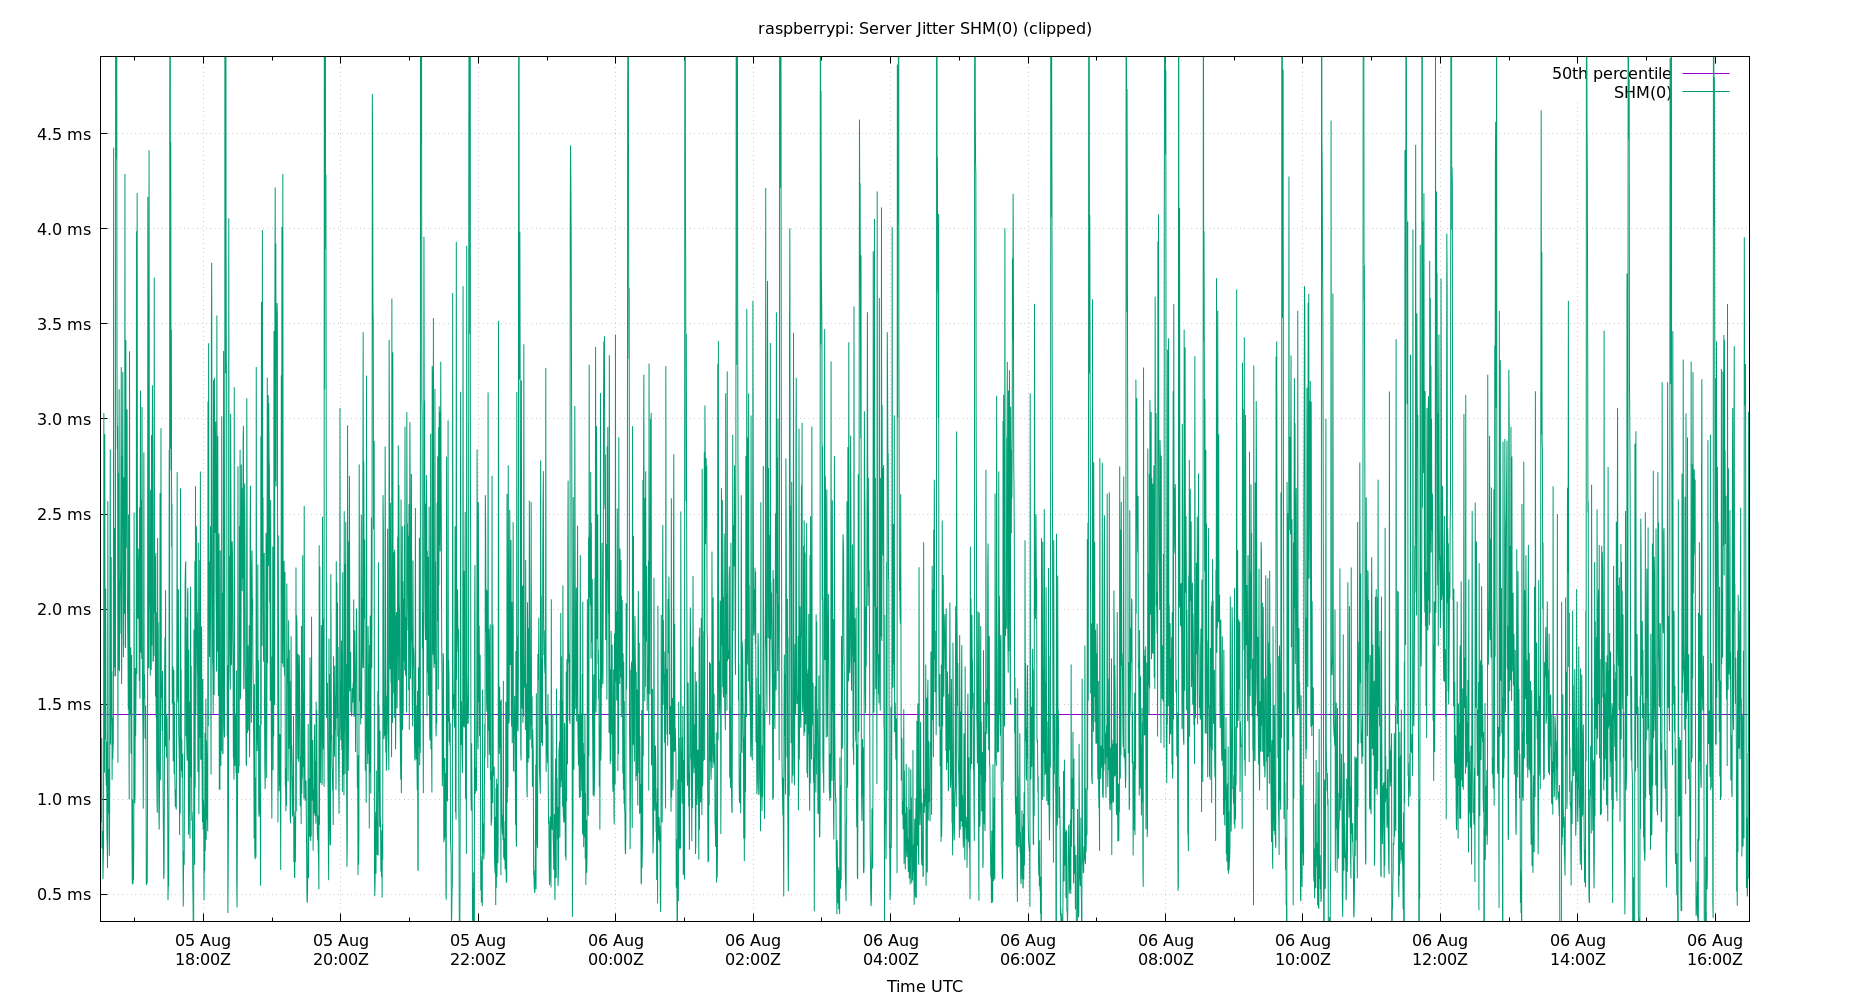 raspberrypi: Server Jitter SHM(0) (clipped)
50th percentile
SHM(0)
4.5 ms
4.0 ms
3.5 ms
3.0 ms
2.5 ms
2.0 ms
1.5 ms
1.0 ms
0.5 ms
05 Aug 05 Aug 05 Aug 06 Aug 06 Aug 06 Aug 06 Aug 06 Aug 06 Aug 06 Aug 06 Aug 06 Aug
18:00Z 20:00Z 22:00Z 00:00Z 02:00Z 04:00Z 06:00Z 08:00Z 10:00Z 12:00Z 14:00Z 16:00Z
Time UTC